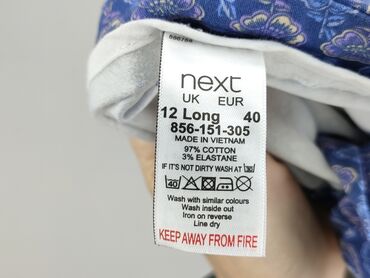 next
UK EUR
12 Long 40
856-151-305
MADE IN VIETNAM
97% COTTON
3% ELASTANE
IF IT'S NOT DIRTY WASH AT 30
40
Wash with similar colours
Wash inside out
Iron on reverse
Line dry
KEEP AWAY FROM FIRE